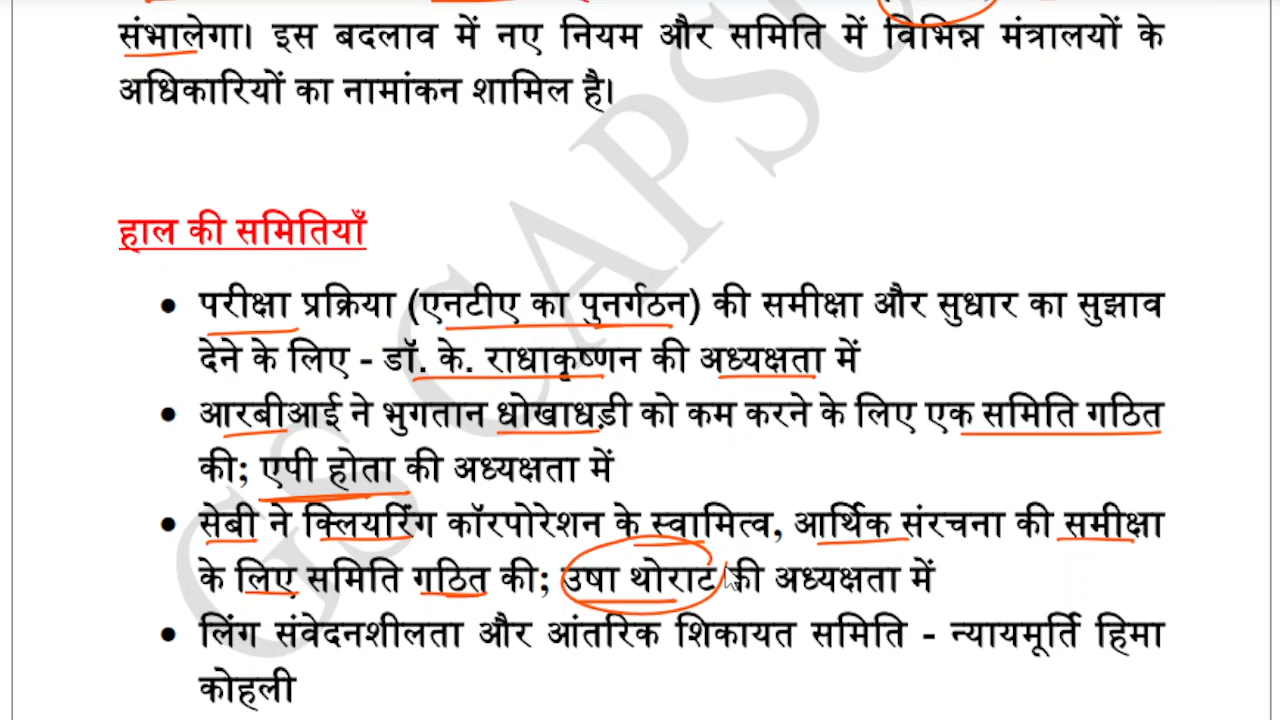 संभालेगा। इस बदलाव में नए नियम और समिति में विभिन्न मंत्रालयों के
अधिकारियों का नामांकन शामिल है।
हाल की समितियाँ
• परीक्षा प्रक्रिया (एनटीए का पुनर्गठन) की समीक्षा और सुधार का सुझाव
देने के लिए - डॉ. के. राधाकृष्णन की अध्यक्षता में
• आरबीआई ने भुगतान धोखाधड़ी को कम करने के लिए एक समिति गठित
की; एपी होता की अध्यक्षता में
• सेबी ने क्लियरिंग कॉरपोरेशन के स्वामित्व, आर्थिक संरचना की समीक्षा
के लिए समिति गठित की; उषा थोराट की अध्यक्षता में
• लिंग संवेदनशीलता और आंतरिक शिकायत समिति - न्यायमूर्ति हिमा
कोहली
GS CAPSU